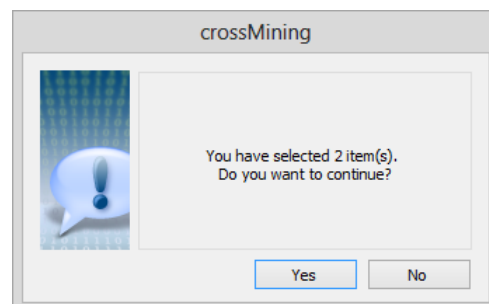 crossMining
You have selected 2 item(s).
Do you want to continue?
Yes
No